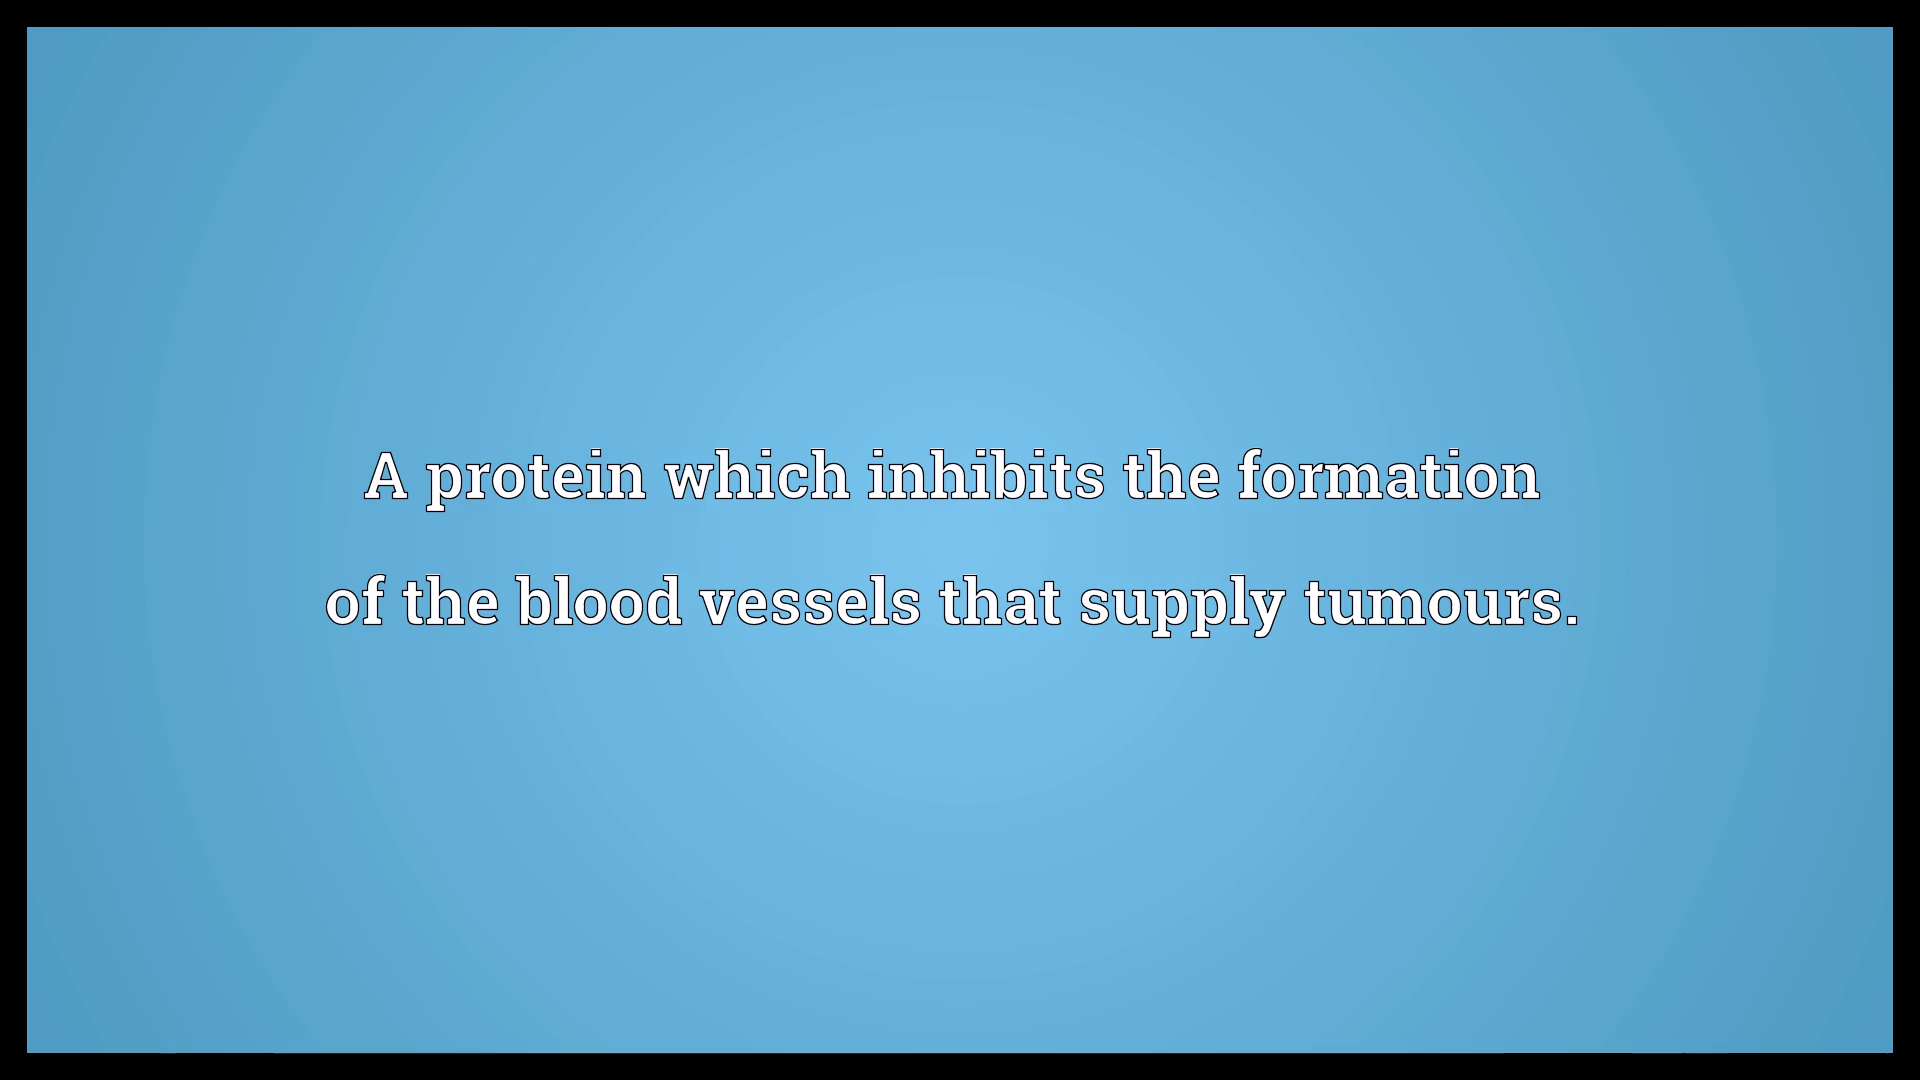 A protein which inhibits the formation
of the blood vessels that supply tumours.